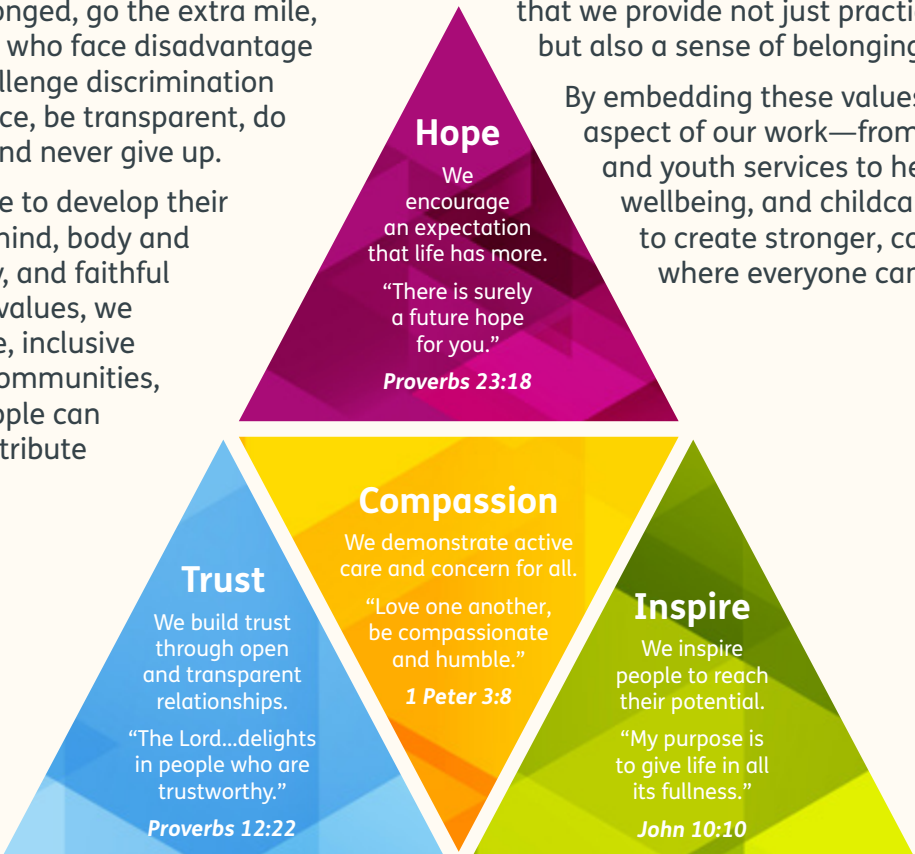 onged, go the extra mile,
who face disadvantage
llenge discrimination
ce, be transparent, do
nd never give up.
e to develop their
mind, body and
y, and faithful
values, we
e, inclusive
ommunities,
ople can
tribute
that we provide not just practi
but also a sense of belonging
By embedding these values
aspect of our work—from
and youth services to he
wellbeing, and childca
to create stronger, co
where everyone can
Hope
We
encourage
an expectation
that life has more.
“There is surely
a future hope
for you.”
Proverbs 23:18
Trust
We build trust
through open
and transparent
relationships.
“The Lord...delights
in people who are
trustworthy.”
Proverbs 12:22
Compassion
We demonstrate active
care and concern for all.
“Love one another,
be compassionate
and humble.”
1 Peter 3:8
Inspire
We inspire
people to reach
their potential.
“My purpose is
to give life in all
its fullness.”
John 10:10